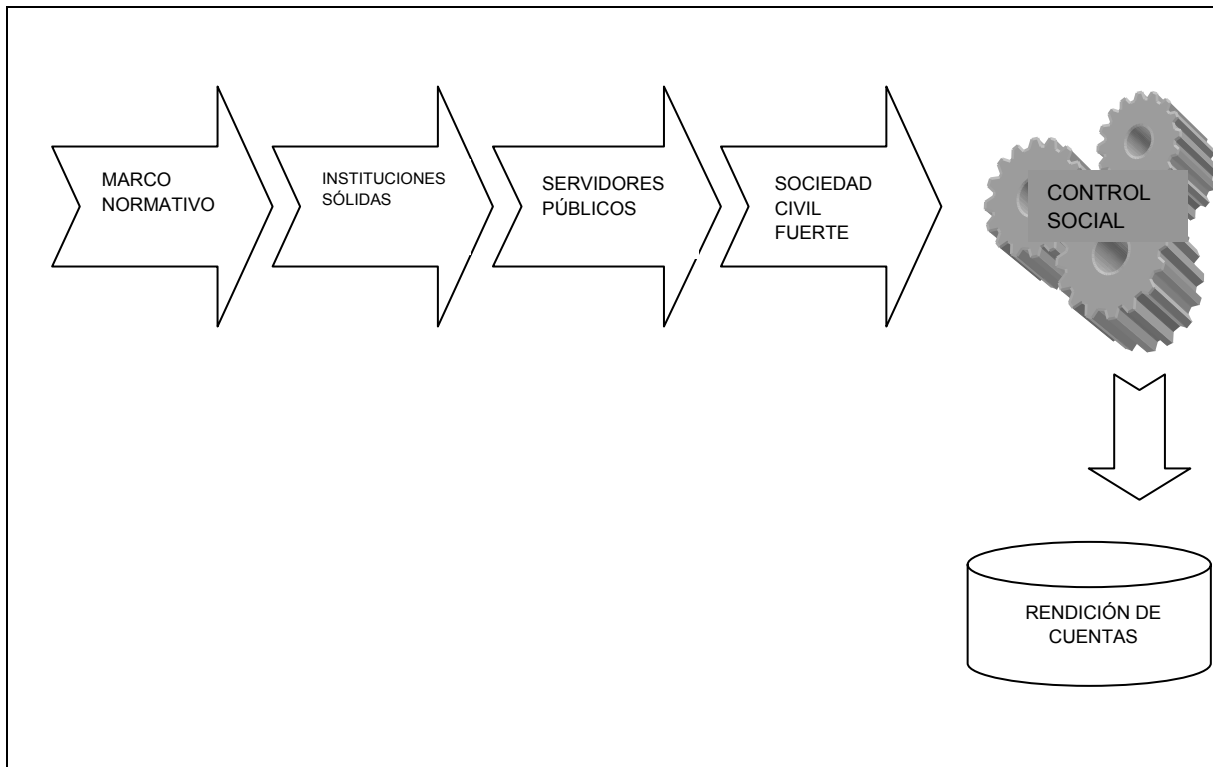 MARCO
NORMATIVO
INSTITUCIONES
SÓLIDAS
SERVIDORES
PÚBLICOS
SOCIEDAD
CIVIL
FUERTE
CONTROL
SOCIAL
RENDICIÓN DE
CUENTAS